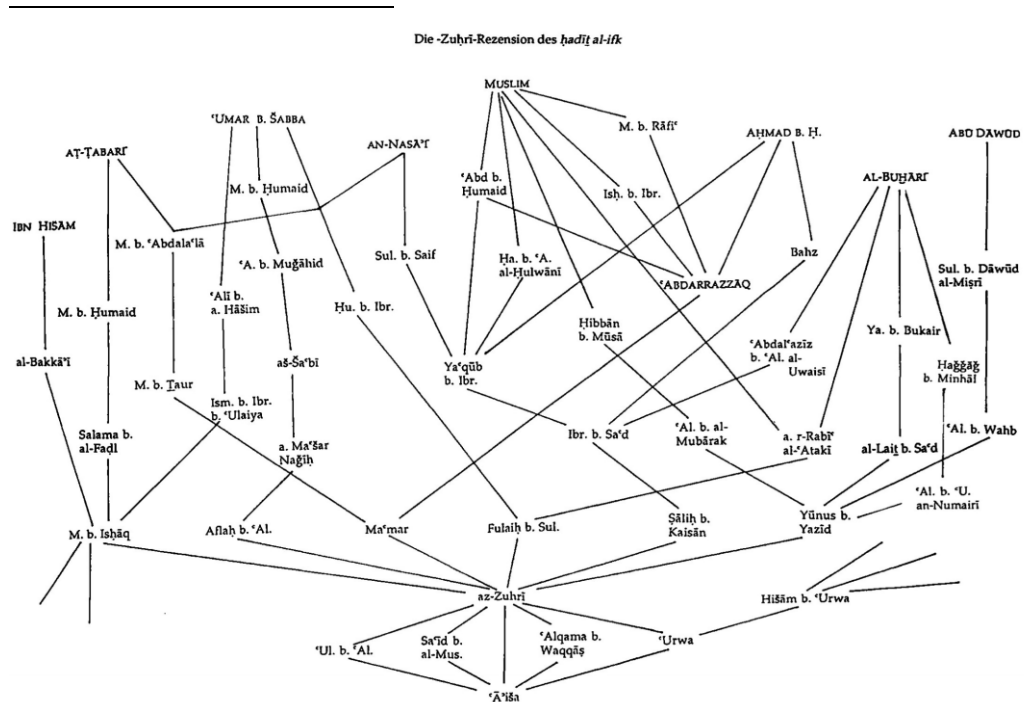 Die -Zuḥrī-Rezension des ḥadīṯ al-ifk
MUSLIM
ʿUMAR B. ŠABBA
M. b. Rāfiʿ
AḤMAD B. Ḥ.
ABŪ DĀWŪD
AṬ-ṬABARĪ
AN-NASĀʾĪ
AL-BUḪĀRĪ
M. b. Ḥumaid
ʿAbd b.
Ḥumaid
Isḥ. b. Ibr.
IBN HIŠĀM
M. b. ʿAbdalaʿlā
Sul. b. Saif
ʿA. b. Muǧāhid
Ḥa. b. ʿA.
al-Ḥulwānī
Bahz
Sul. b. Dāwūd
al-Miṣrī
ʿABDARRAZZĀQ
M. b. Ḥumaid
ʿAlī b.
a. Hāšim
Ḥu. b. Ibr.
Ḥibbān
b. Mūsā
Ya. b. Bukair
al-Bakkāʾī
aš-Šaʿbī
Yaʿqūb
b. Ibr.
ʿAbdalʿazīz
b. ʿAl. al-
Uwaisī
Ḥaǧǧāǧ
b. Minhāl
M. b. Ṯaur
Ism. b. Ibr.
b. ʿUlaiya
Salama b.
al-Faḍl
a. Maʿšar
Naǧīḥ
Ibr. b. Saʿd
ʿAl. b. al-
Mubārak
a. r-Rabīʿ
al-ʿAtakī
al-Laiṯ b. Saʿd
ʿAl. b. Wahb
ʿAl. b. ʿU.
an-Numairī
M. b. Isḥāq
Aflaḥ b. ʿAl.
Maʿmar
Fulaiḥ b. Sul.
Ṣāliḥ b.
Kaisān
Yūnus b.
Yazīd
az-Zuhrī
Hišām b. ʿUrwa
ʿUl. b. ʿAl.
Saʿīd b.
al-Mus.
ʿAlqama b.
Waqqāṣ
ʿUrwa
ʿĀʾiša